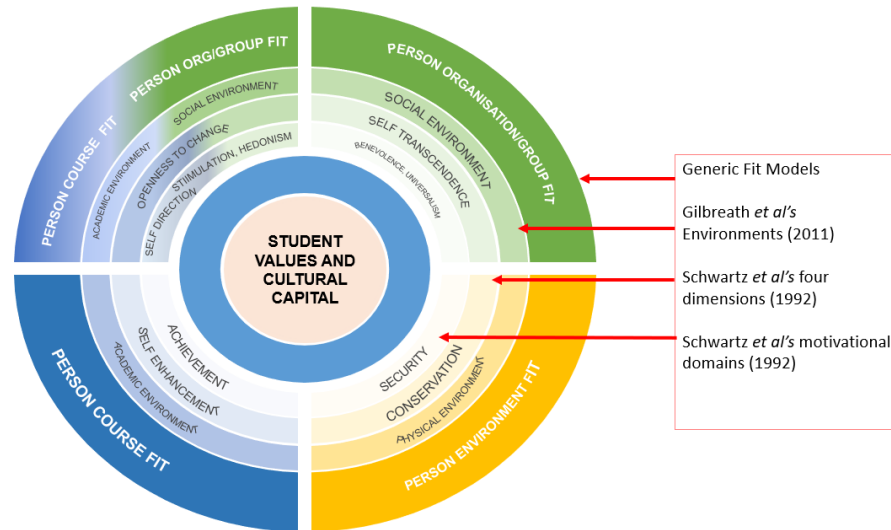 PERSON COURSE FIT
PERSON ORG/GROUP FIT
ACADEMIC ENVIRONMENT
SOCIAL ENVIRONMENT
OPENNESS TO CHANGE
SELF DIRECTION
STIIMULATION, HEDONISM
PERSON ORGANISATION/GROUP FIT
SOCIAL ENVIRONMENT
SELF TRANSCENDENCE
BENEVOLENCE, UNIVERSALISM
STUDENT
VALUES AND
CULTURAL
CAPITAL
PERSON COURSE FIT
ACADEMIC ENVIRONMENT
SELF ENHANCEMENT
ACHIEVEMENT
SECURITY
CONSERVATION
PHYSICAL ENVIRONMENT
PERSON ENVIRONMENT FIT
Generic Fit Models
Gilbreath et al's
Environments (2011)
Schwartz et al's four
dimensions (1992)
Schwartz et al's motivational
domains (1992)